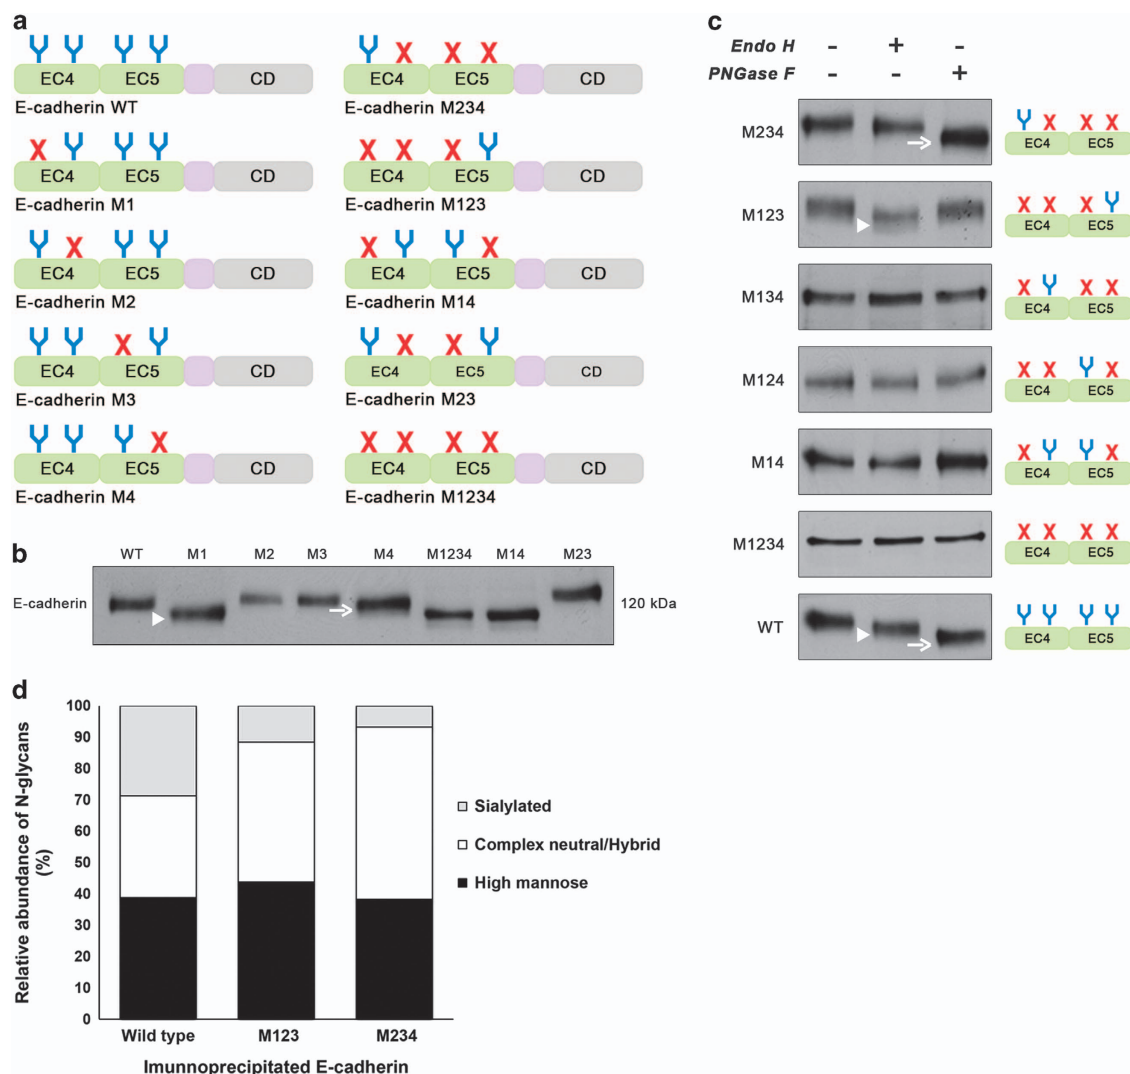 a
EC4 EC5 CD
E-cadherin WT
X
EC4 EC5 CD
E-cadherin M1
X
EC4 EC5 CD
E-cadherin M2
X
EC4 EC5 CD
E-cadherin M3
X
EC4 EC5 CD
E-cadherin M4
X X X
EC4 EC5 CD
E-cadherin M234
X X X
EC4 EC5 CD
E-cadherin M123
X X
EC4 EC5 CD
E-cadherin M14
X X
EC4 EC5 CD
E-cadherin M23
X X X X
EC4 EC5 CD
E-cadherin M1234
b
WT M1 M2 M3 M4 M1234 M14 M23
E-cadherin 120 kDa
c
Endo H - + -
PNGase F - - +
X X X
M234 EC4 EC5
X X X
M123 EC4 EC5
X X X
M134 EC4 EC5
X X X
M124 EC4 EC5
X X
M14 EC4 EC5
X X X X
M1234 EC4 EC5
WT EC4 EC5
d
Relative abundance of N-glycans
(%)
100
90
80
70
60
50
40
30
20
10
0
Wild type M123 M234
Imunnoprecipitated E-cadherin
Sialylated
Complex neutral/Hybrid
High mannose